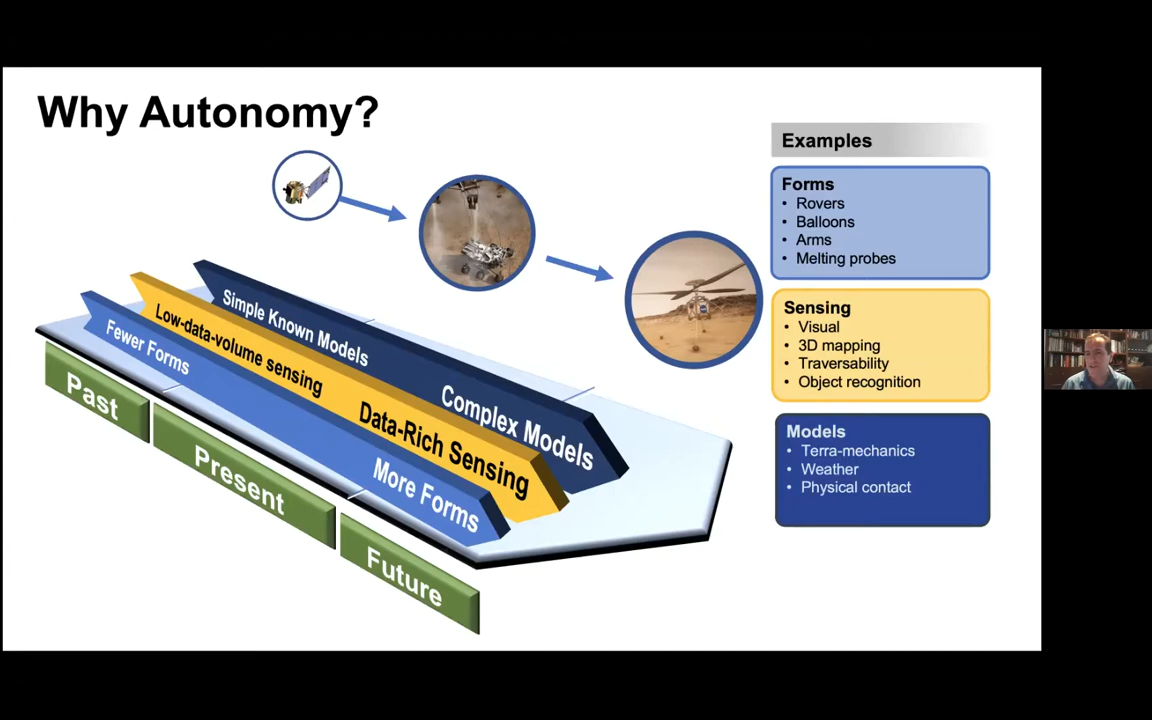 Why Autonomy?
Simple Known Models
Complex Models
Low-data-volume sensing
Data-Rich Sensing
Fewer Forms
More Forms
Past
Present
Future
Examples
Forms
• Rovers
• Balloons
• Arms
• Melting probes
Sensing
• Visual
• 3D mapping
• Traversability
• Object recognition
Models
• Terra-mechanics
• Weather
• Physical contact